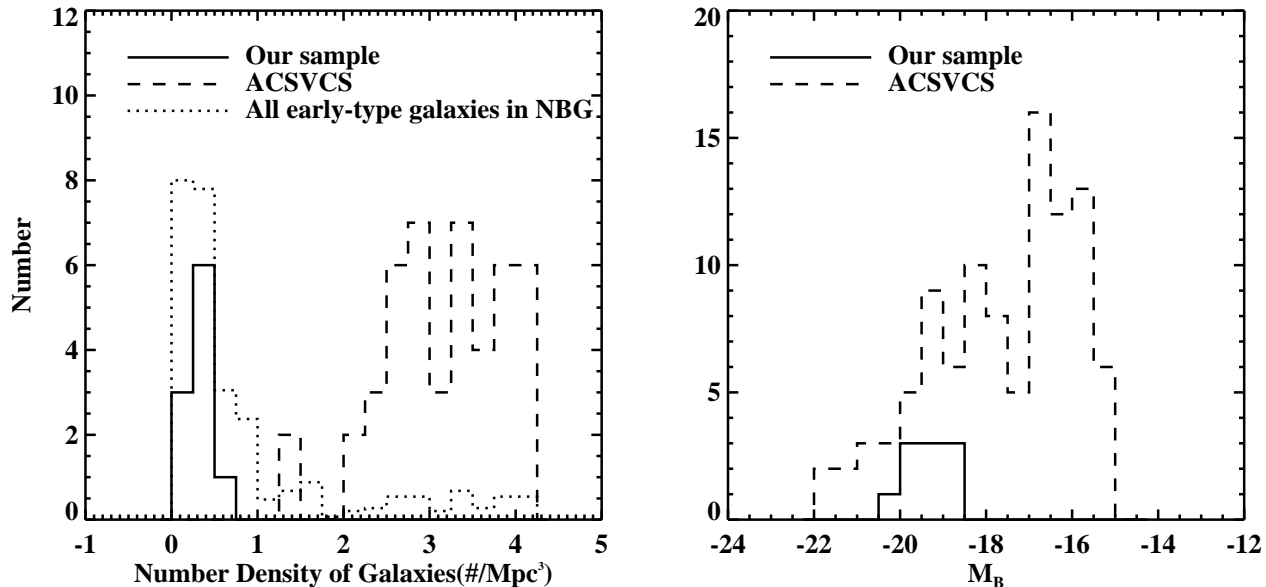 12
10
8
6
4
2
0
Number
Our sample
ACSVCS
All early-type galaxies in NBG
-1 0 1 2 3 4 5
Number Density of Galaxies(#/Mpc³)
20
15
10
5
0
Our sample
ACSVCS
-24 -22 -20 -18 -16 -14 -12
M_B